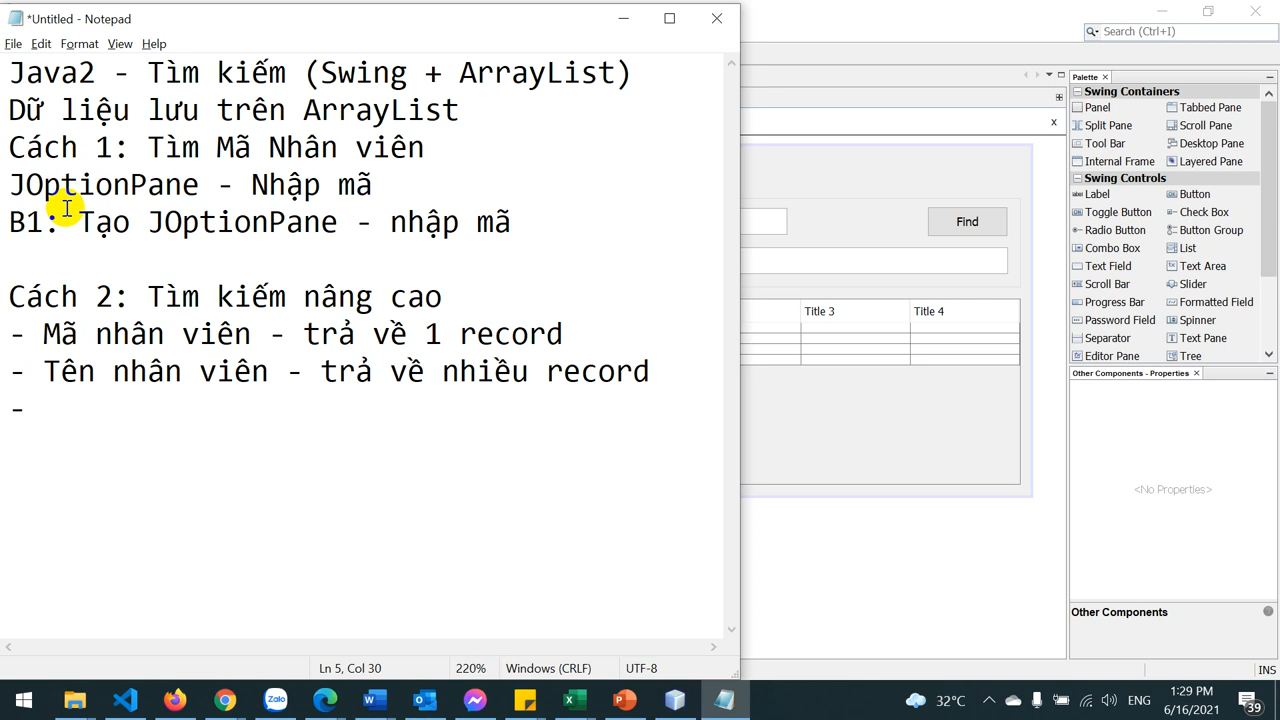 *Untitled - Notepad
File Edit Format View Help
Java2 - Tìm kiếm (Swing + ArrayList)
Dữ liệu lưu trên ArrayList
Cách 1: Tìm Mã Nhân viên
JOptionPane - Nhập mã
B1: Tạo JOptionPane - nhập mã
Cách 2: Tìm kiếm nâng cao
- Mã nhân viên - trả về 1 record
- Tên nhân viên - trả về nhiều record
-
Ln 5, Col 30 220% Windows (CRLF) UTF-8
Search (Ctrl+I)
x
Find
Title 3 Title 4
Palette
Swing Containers
Panel Tabbed Pane
Split Pane Scroll Pane
Tool Bar Desktop Pane
Internal Frame Layered Pane
Swing Controls
Label Button
Toggle Button Check Box
Radio Button Button Group
Combo Box List
Text Field Text Area
Scroll Bar Slider
Progress Bar Formatted Field
Password Field Spinner
Separator Text Pane
Editor Pane Tree
Other Components - Properties
<No Properties>
Other Components
INS
32°C ENG 1:29 PM
6/16/2021
39